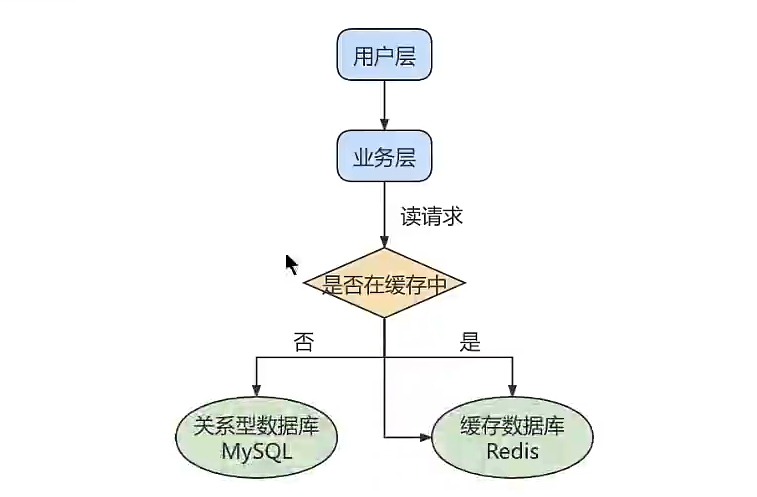 用户层
业务层
读请求
是否在缓存中
否
是
关系型数据库
MySQL
缓存数据库
Redis